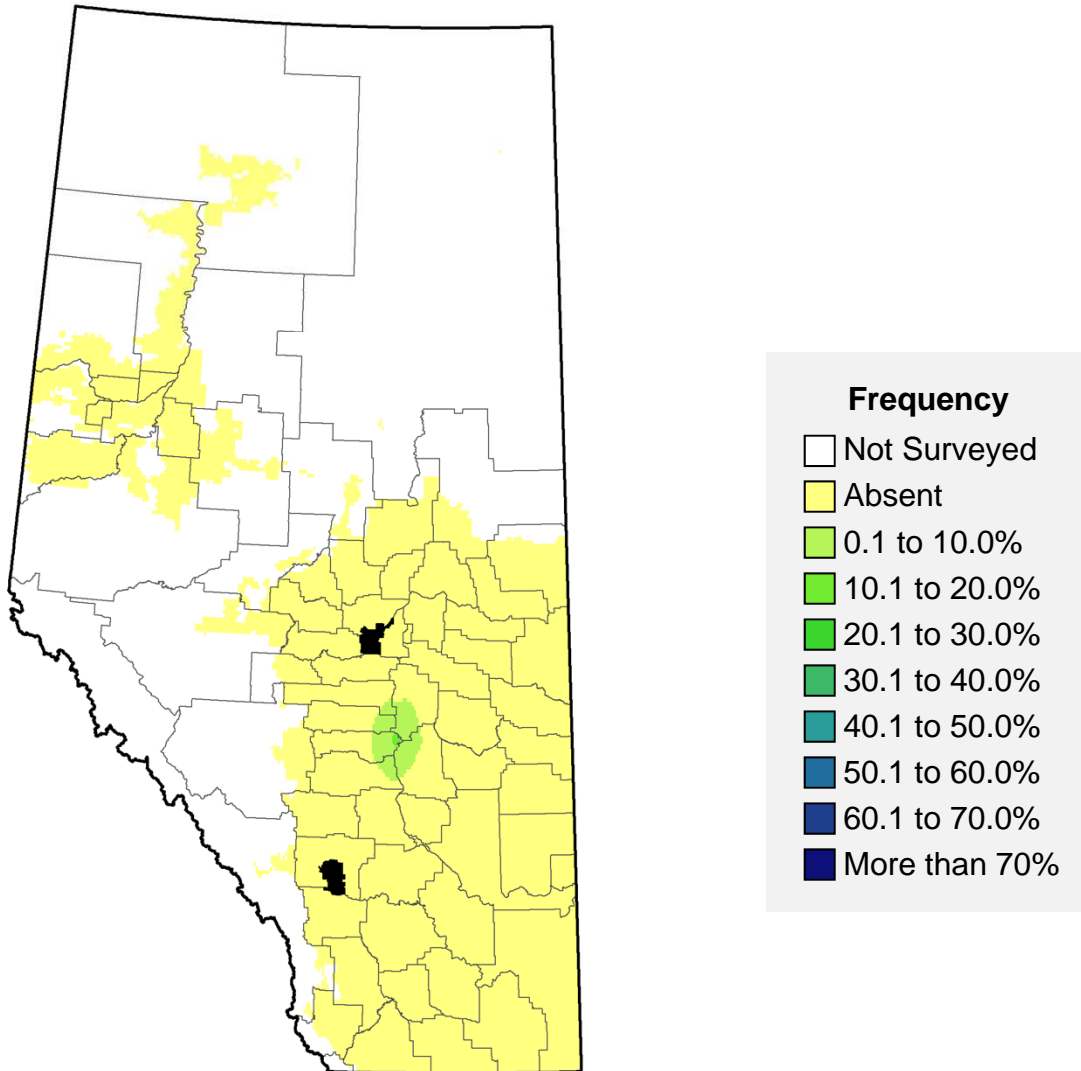 Frequency
Not Surveyed
Absent
0.1 to 10.0%
10.1 to 20.0%
20.1 to 30.0%
30.1 to 40.0%
40.1 to 50.0%
50.1 to 60.0%
60.1 to 70.0%
More than 70%